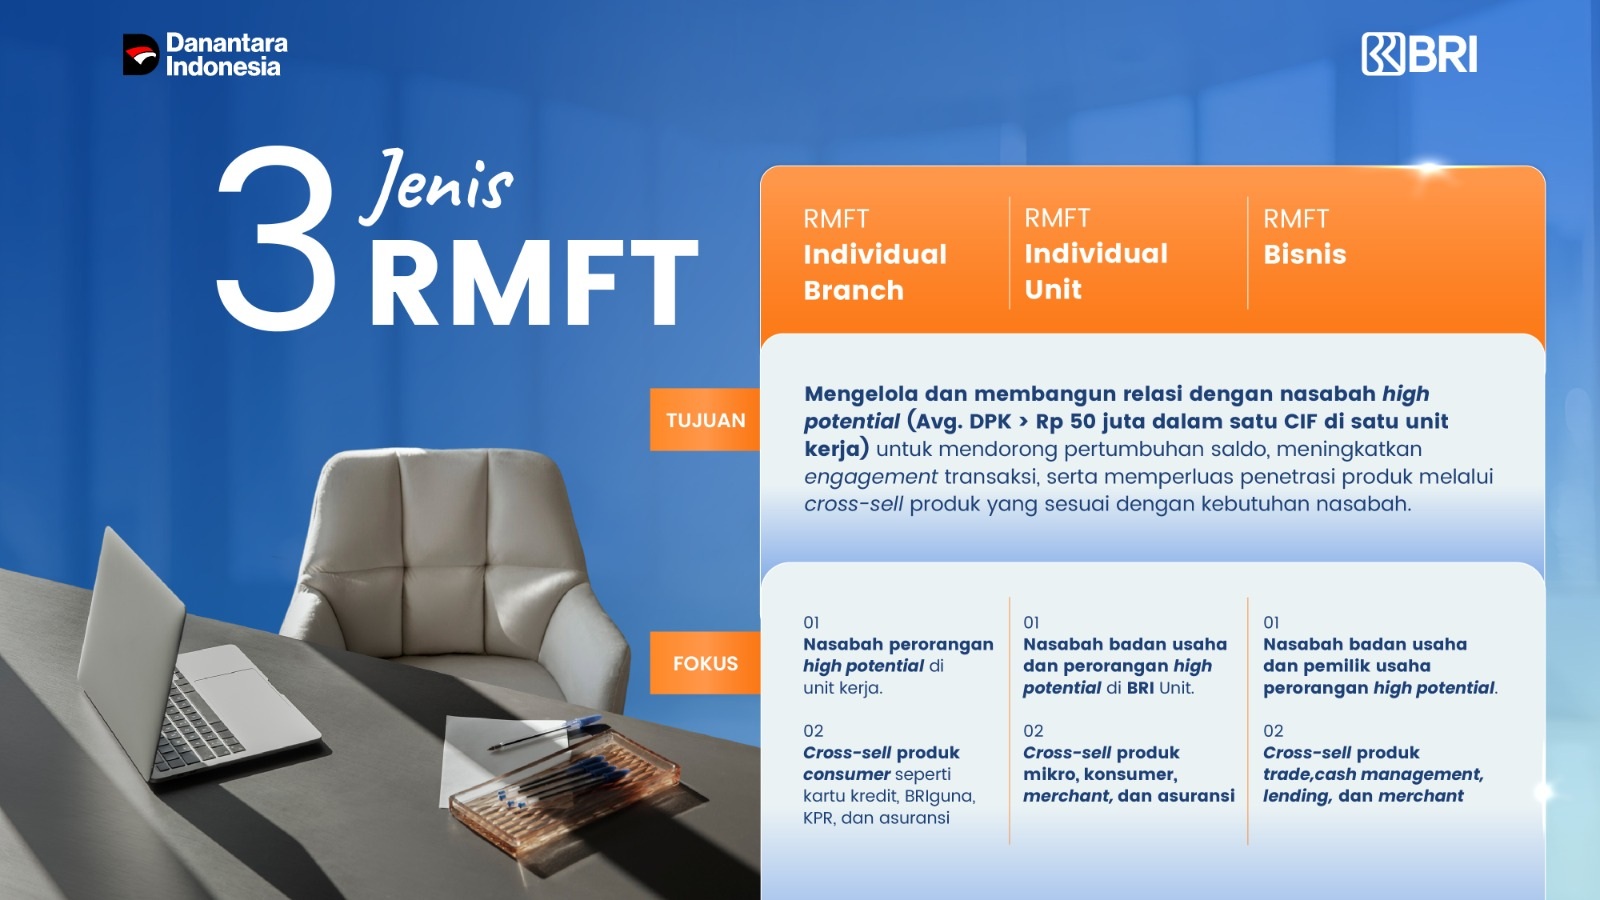 Danantara
Indonesia
BRI
3 Jenis
RMFT
RMFT
Individual
Branch
RMFT
Individual
Unit
RMFT
Bisnis
TUJUAN
Mengelola dan membangun relasi dengan nasabah high
potential (Avg. DPK > Rp 50 juta dalam satu CIF di satu unit
kerja) untuk mendorong pertumbuhan saldo, meningkatkan
engagement transaksi, serta memperluas penetrasi produk melalui
cross-sell produk yang sesuai dengan kebutuhan nasabah.
FOKUS
01
Nasabah perorangan
high potential di
unit kerja.
02
Cross-sell produk
consumer seperti
kartu kredit, BRIguna,
KPR, dan asuransi
01
Nasabah badan usaha
dan perorangan high
potential di BRI Unit.
02
Cross-sell produk
mikro, konsumer,
merchant, dan asuransi
01
Nasabah badan usaha
dan pemilik usaha
perorangan high potential.
02
Cross-sell produk
trade,cash management,
lending, dan merchant